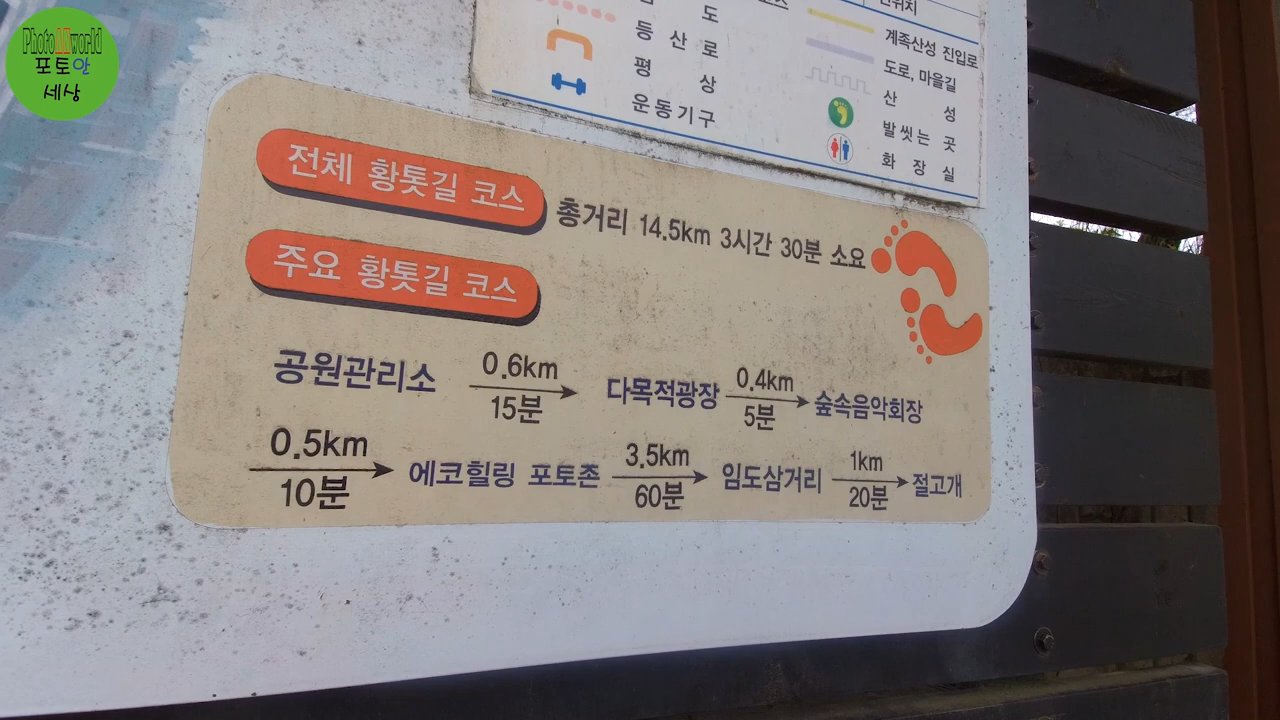 PhotoANworld
포토안
세상
도
등산로
평상
운동기구
계족산성 진입로
도로, 마을길
산성
발씻는곳
화장실
전체 황톳길 코스
총거리 14.5km 3시간 30분 소요
주요 황톳길 코스
공원관리소 0.6km 15분 다목적광장 0.4km 5분 숲속음악회장
0.5km 10분 에코힐링 포토존 3.5km 60분 임도삼거리 1km 20분 절고개